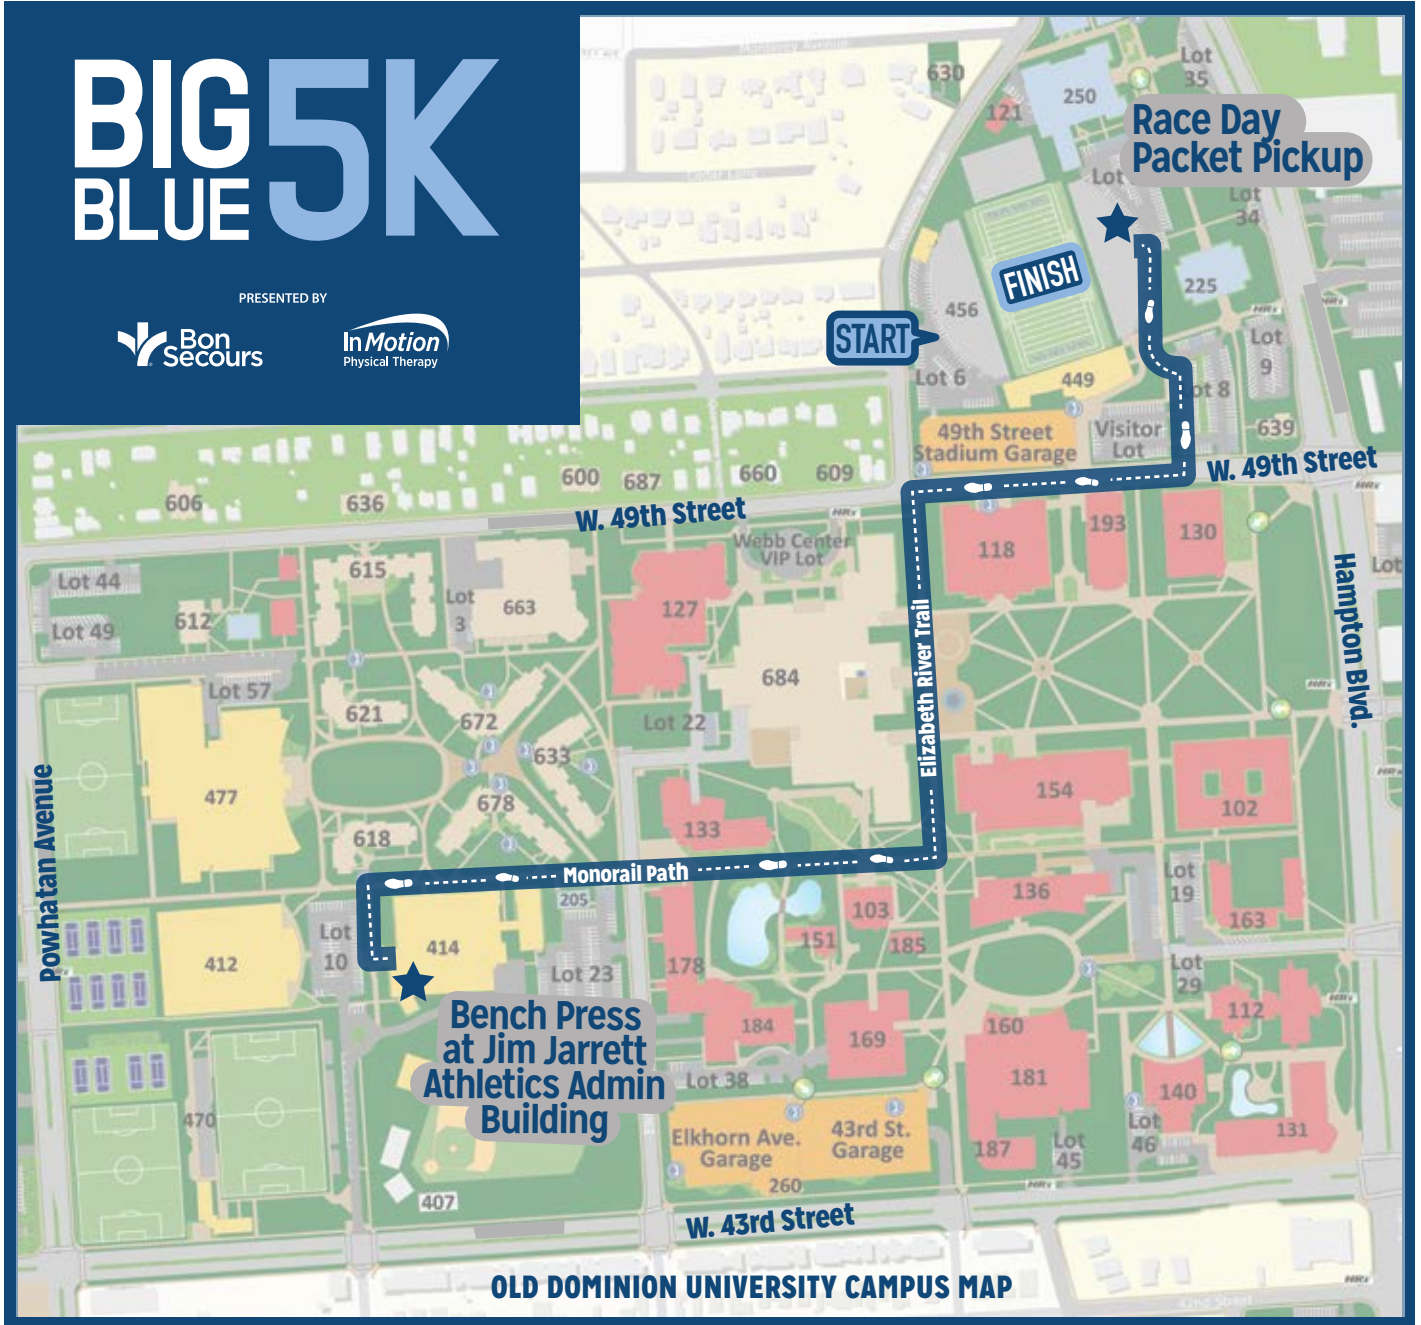 BIG
BLUE
5K
PRESENTED BY
Bon
Secours
In Motion
Physical Therapy
Monterey Avenue
630
121
250
Lot
35
Race Day
Packet Pickup
Lot
Lot
34
225
FINISH
456
START
Lot 6
449
Lot
9
ot 8
639
49th Street
Stadium Garage
Visitor
Lot
W. 49th Street
606
636
600
687
660
609
W. 49th Street
Webb Center
VIP Lot
118
193
130
Lot
Hampton Blvd.
Lot 44
Lot 49
612
615
Lot
3
663
127
684
Elizabeth River Trail
Lot 57
621
672
633
Lot 22
477
678
618
133
154
102
Powhatan Avenue
Monorail Path
205
136
Lot
19
163
103
151
185
412
Lot
10
414
Lot 23
178
Lot
29
112
Bench Press
at Jim Jarrett
Athletics Admin
Building
184
169
160
181
140
Lot 38
470
Elkhorn Ave.
Garage
43rd St.
Garage
187
Lot
45
Lot
46
131
260
407
W. 43rd Street
42nd Street
OLD DOMINION UNIVERSITY CAMPUS MAP